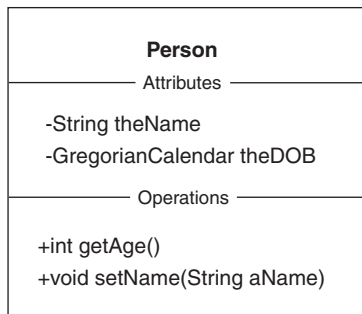 Person
Attributes
-String theName
-GregorianCalendar theDOB
Operations
+int getAge()
+void setName(String aName)